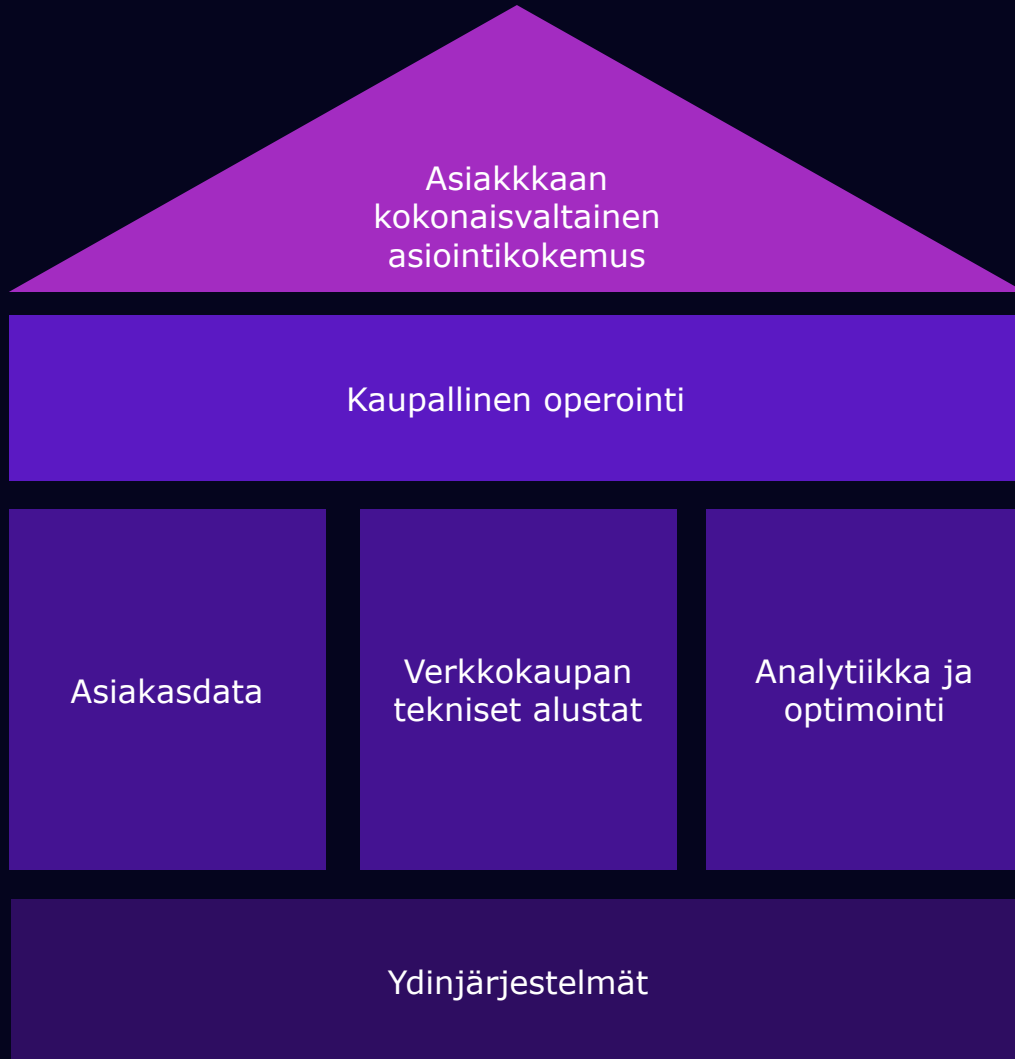 Asiakkkaan
kokonaisvaltainen
asiointikokemus
Kaupallinen operointi
Asiakasdata
Verkkokaupan
tekniset alustat
Analytiikka ja
optimointi
Ydinjärjestelmät